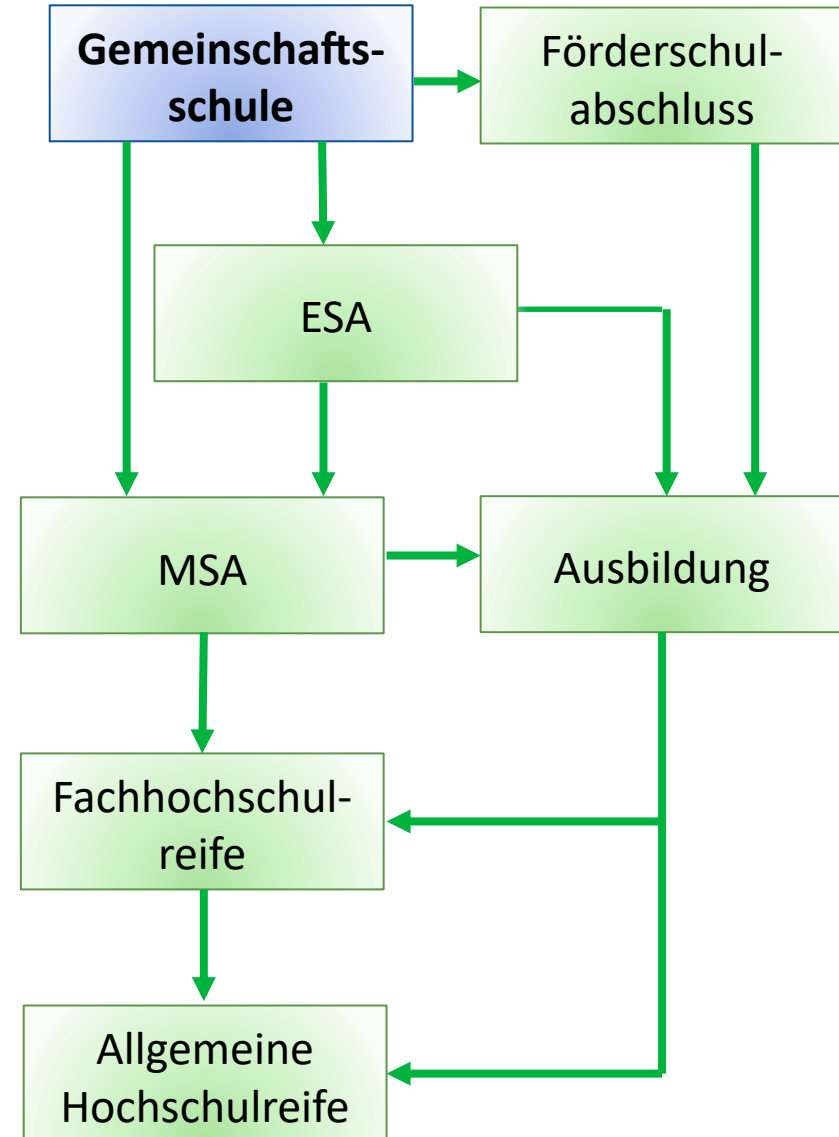 Gemeinschafts-
schule
Förderschul-
abschluss
ESA
MSA
Ausbildung
Fachhochschul-
reife
Allgemeine
Hochschulreife